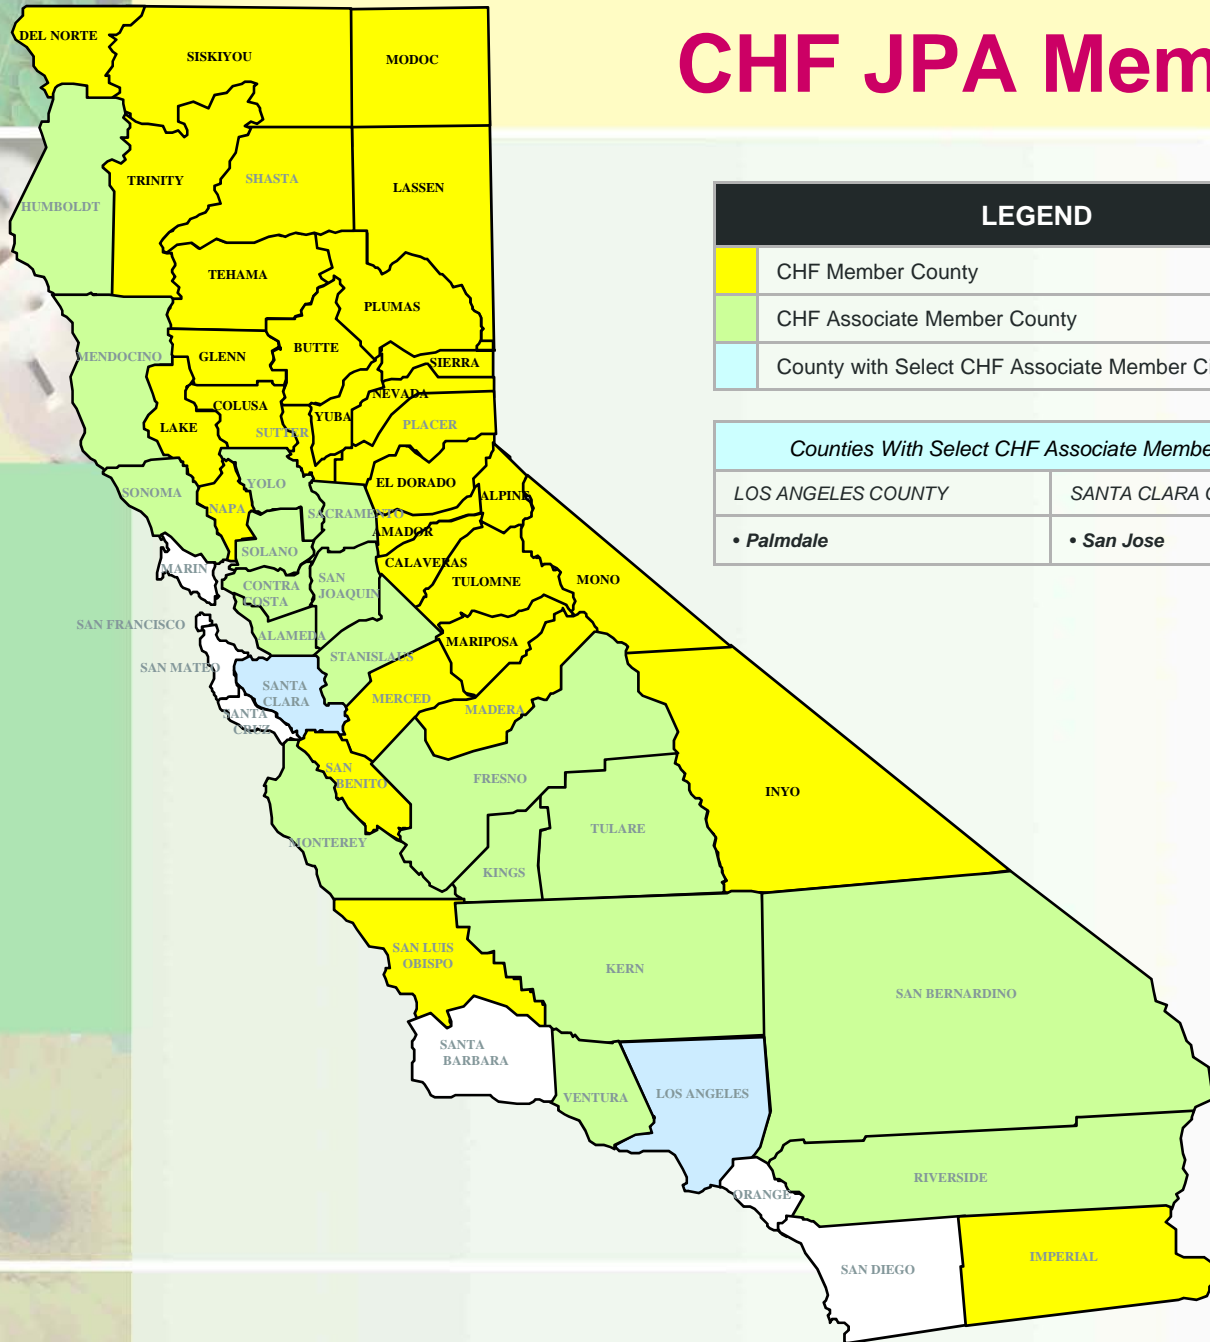 CHF JPA Mem
LEGEND
CHF Member County
CHF Associate Member County
County with Select CHF Associate Member C
Counties With Select CHF Associate Membe
LOS ANGELES COUNTY
SANTA CLARA
• Palmdale
• San Jose
DEL NORTE
SISKIYOU
MODOC
HUMBOLDT
TRINITY
SHASTA
LASSEN
TEHAMA
PLUMAS
MENDOCINO
GLENN
BUTTE
SIERRA
NEVADA
COLUSA
LAKE
SUTTER
YUBA
PLACER
SONOMA
NAPA
YOLO
SACRAMENTO
EL DORADO
ALPINE
AMADOR
SOLANO
CALAVERAS
MARIN
CONTRA
COSTA
SAN
JOAQUIN
TULOMNE
MONO
SAN FRANCISCO
ALAMEDA
STANISLAUS
MARIPOSA
SAN MATEO
SANTA
CLARA
MERCED
MADERA
SANTA
CRUZ
SAN
BENITO
FRESNO
INYO
MONTEREY
KINGS
TULARE
SAN LUIS
OBISPO
KERN
SAN BERNARDINO
SANTA
BARBARA
VENTURA
LOS ANGELES
ORANGE
RIVERSIDE
SAN DIEGO
IMPERIAL